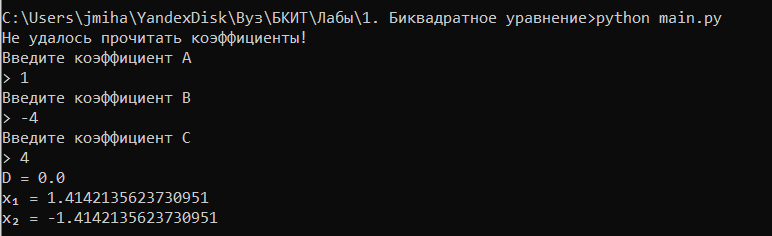 C:\Users\jmiha\YandexDisk\Вуз\БКИТ\Лабы\1. Биквадратное уравнение>python main.py
Не удалось прочитать коэффициенты!
Введите коэффициент A
> 1
Введите коэффициент B
> -4
Введите коэффициент C
> 4
D = 0.0
x₁ = 1.4142135623730951
x₂ = -1.4142135623730951